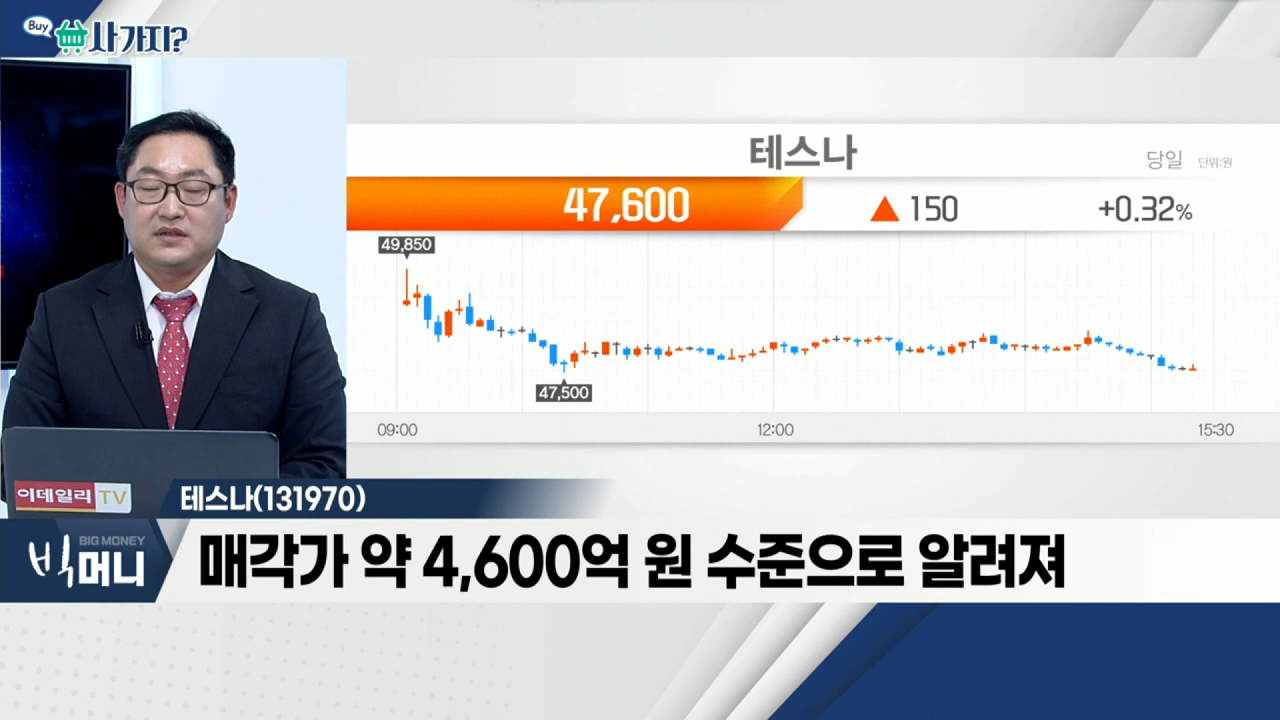 Buy 사가지?
테스나
당일 단위:원
47,600 ▲ 150 +0.32%
49,850
47,500
09:00 12:00 15:30
이데일리TV
테스나(131970)
BIG MONEY
빅머니
매각가 약 4,600억 원 수준으로 알려져